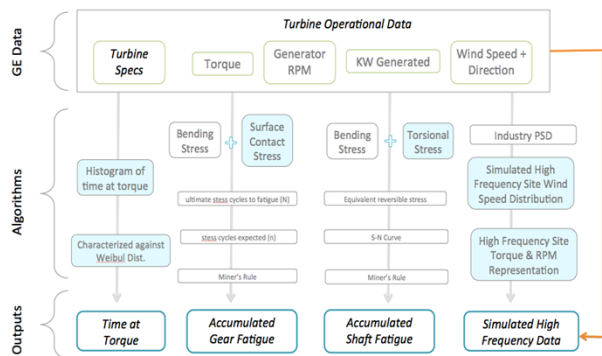 Turbine Operational Data
GE Data
Turbine
Specs
Torque
Generator
RPM
KW Generated
Wind Speed +
Direction
Algorithms
Histogram of
time at torque
Characterized against
Weibul Dist.
Bending
Stress
Surface
Contact
Stress
ultimate stess cycles to fatigue (N)
stess cycles expected (n)
Miner's Rule
Bending
Stress
Torsional
Stress
Equivalent reversible stress
S-N Curve
Miner's Rule
Industry PSD
Simulated High
Frequency Site Wind
Speed Distribution
High Frequency Site
Torque & RPM
Representation
Outputs
Time at
Torque
Accumulated
Gear Fatigue
Accumulated
Shaft Fatigue
Simulated High
Frequency Data